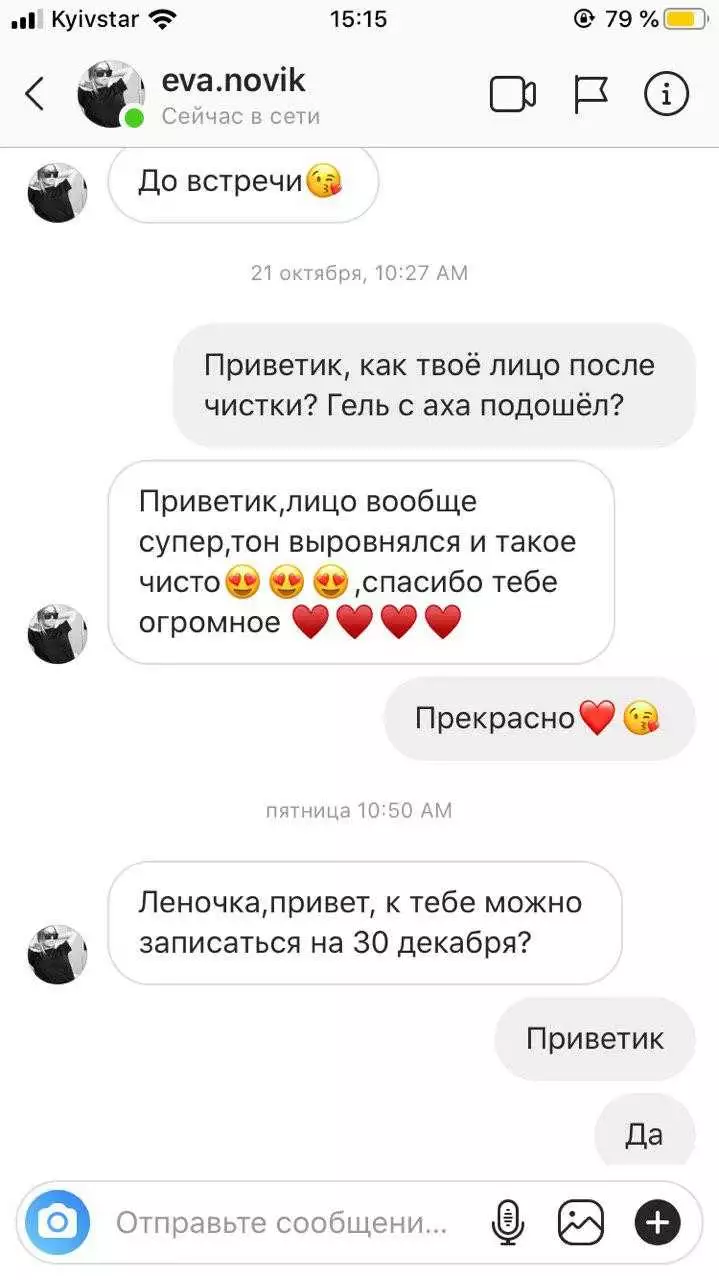 Kyivstar 15:15 79 %
eva.novik
Сейчас в сети
До встречи😘
21 октября, 10:27 AM
Приветик, как твоё лицо после
чистки? Гель с аха подошёл?
Приветик,лицо вообще
супер,тон выровнялся и такое
чисто😍😍😍,спасибо тебе
огромное ♥️♥️♥️♥️
Прекрасно❤️😘
пятница 10:50 AM
Леночка,привет, к тебе можно
записаться на 30 декабря?
Приветик
Да
Отправьте сообщени...